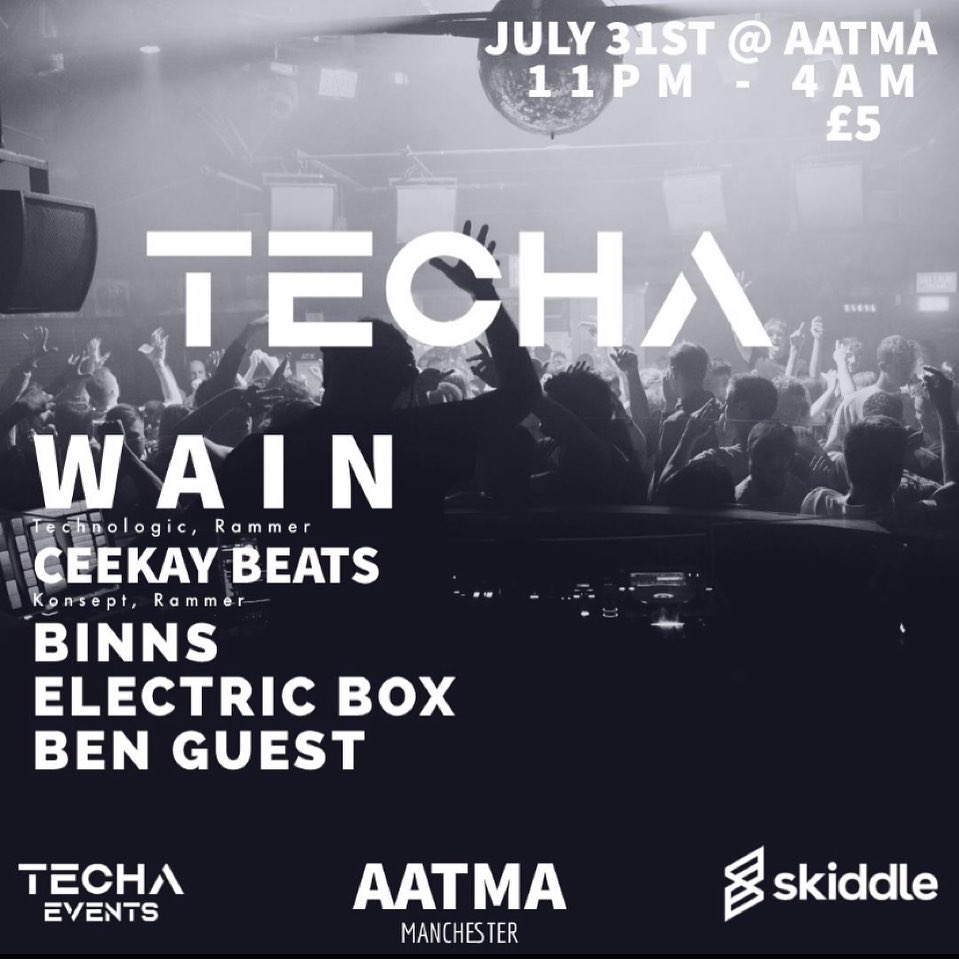 JULY 31ST @ AATMA
11PM - 4AM
£5
TECHA
WAIN
Technologic, Rammer
CEEKAY BEATS
Konsept, Rammer
BINNS
ELECTRIC BOX
BEN GUEST
TECHA
EVENTS
AATMA
MANCHESTER
skiddle